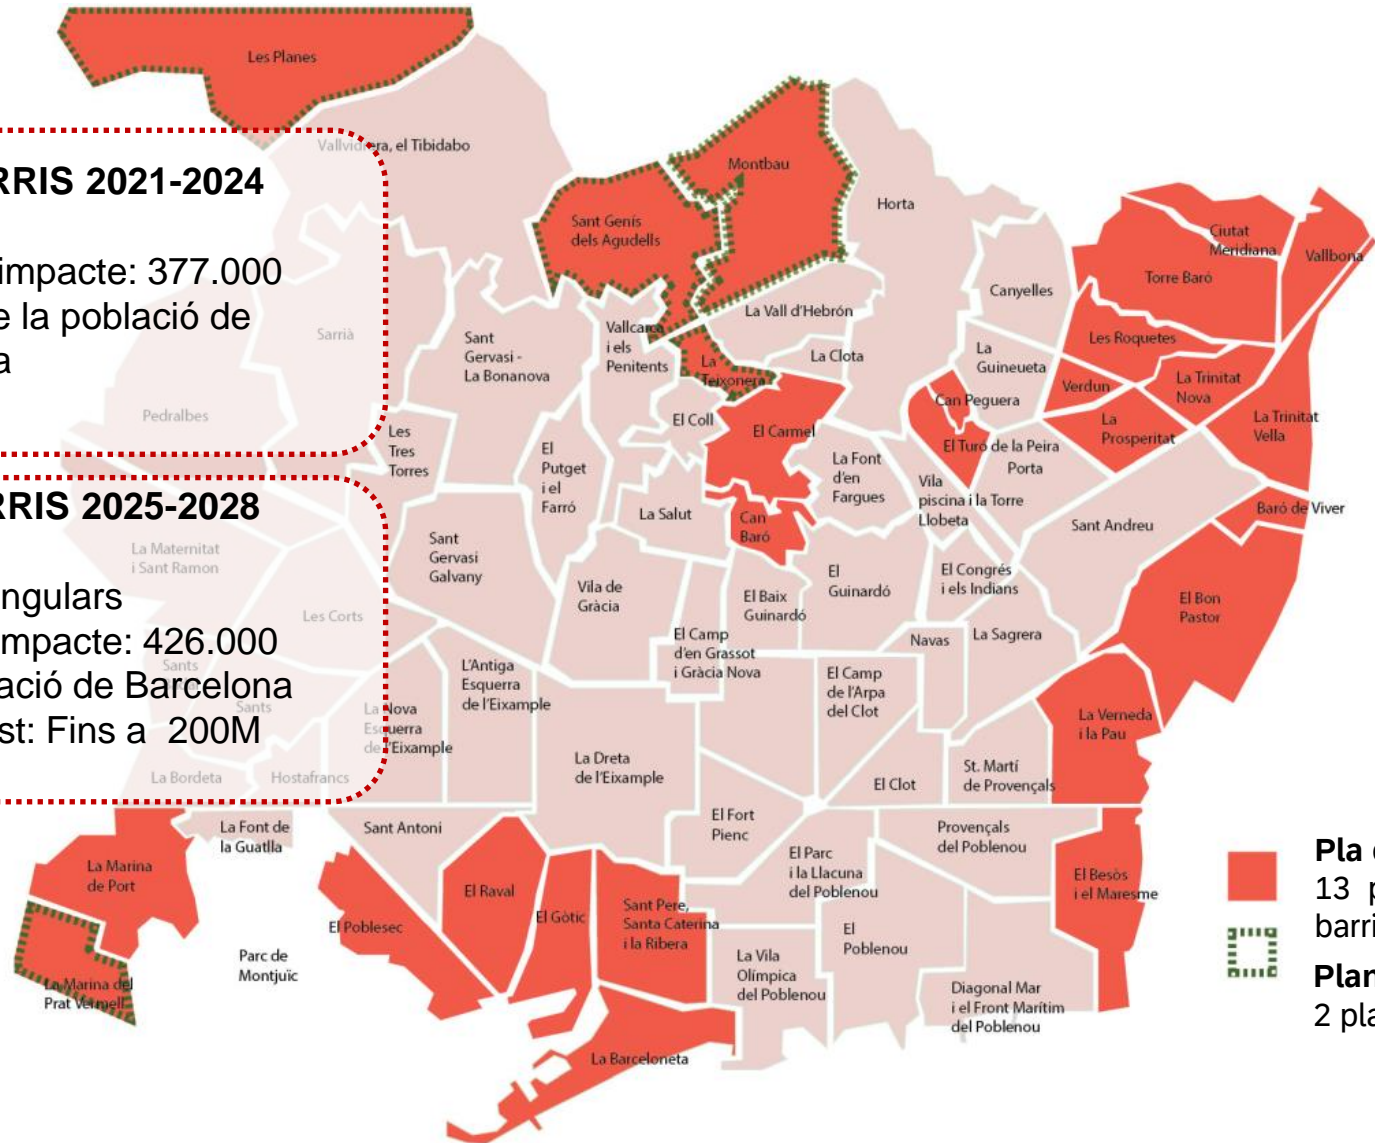 Les Planes
Vallvidrera, el Tibidabo
RRIS 2021-2024
impacte: 377.000
e la població de
a
Sarrià
Pedralbes
Montbau
Sant Genís
dels Agudells
Horta
Ciutat
Meridiana
Vallbona
Torre Baró
Canyelles
La Vall d'Hebrón
La Clota
Vallcarca
i els
Penitents
Sant
Gervasi -
La Bonanova
La
Teixonera
La
Guineueta
Les Roquetes
Verdun
La Trinitat
Nova
Can Peguera
La
Prosperitat
La Trinitat
Vella
El Coll
El Carmel
El Turó de la Peira
Porta
Les
Tres
Torres
El
Putget
i el
Farró
La Font
d'en
Fargues
Vila
piscina i la Torre
Llobeta
RRIS 2025-2028
ngulars
impacte: 426.000
ació de Barcelona
st: Fins a 200M
La Maternitat
i Sant Ramon
Les Corts
Sants
Sants
La Bordeta
Hostafrancs
La Salut
Can
Baró
Sant Andreu
Baró de Viver
Sant
Gervasi
Galvany
Vila de
Gràcia
El Baix
Guinardó
El
Guinardó
El Congrés
i els Indians
El Bon
Pastor
El Camp
d'en Grassot
i Gràcia Nova
Navas
La Sagrera
L'Antiga
Esquerra
de l'Eixample
La Nova
Esquerra
de l'Eixample
El Camp
de l'Arpa
del Clot
La Verneda
i la Pau
La Dreta
de l'Eixample
El Clot
St. Martí
de Provençals
La Font de
la Guatlla
Sant Antoni
El Fort
Pienc
Provençals
del Poblenou
La Marina
de Port
El Parc
i la Llacuna
del Poblenou
El Besòs
i el Maresme
El Raval
El Gòtic
Sant Pere,
Santa Caterina
i la Ribera
El Poblesec
El
Poblenou
Parc de
Montjuïc
La Vila
Olímpica
del Poblenou
La Marina del
Prat Vermell
Diagonal Mar
i el Front Marítim
del Poblenou
La Barceloneta
Pla
13 p
barri
Plan
2 pla